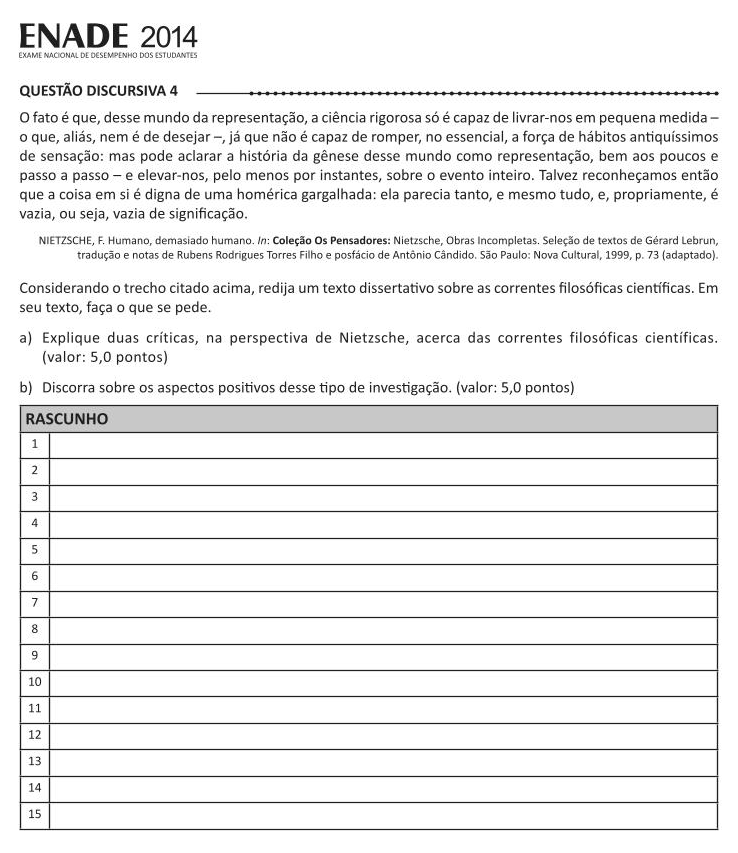 ENADE 2014
EXAME NACIONAL DE DESEMPENHO DOS ESTUDANTES
QUESTÃO DISCURSIVA 4
O fato é que, desse mundo da representação, a ciência rigorosa só é capaz de livrar-nos em pequena medida –
o que, aliás, nem é de desejar –, já que não é capaz de romper, no essencial, a força de hábitos antiquíssimos
de sensação: mas pode aclarar a história da gênese desse mundo como representação, bem aos poucos e
passo a passo – e elevar-nos, pelo menos por instantes, sobre o evento inteiro. Talvez reconheçamos então
que a coisa em si é digna de uma homérica gargalhada: ela parecia tanto, e mesmo tudo, e, propriamente, é
vazia, ou seja, vazia de significação.
NIETZSCHE, F. Humano, demasiado humano. In: Coleção Os Pensadores: Nietzsche, Obras Incompletas. Seleção de textos de Gérard Lebrun,
tradução e notas de Rubens Rodrigues Torres Filho e posfácio de Antônio Cândido. São Paulo: Nova Cultural, 1999, p. 73 (adaptado).
Considerando o trecho citado acima, redija um texto dissertativo sobre as correntes filosóficas científicas. Em
seu texto, faça o que se pede.
a) Explique duas críticas, na perspectiva de Nietzsche, acerca das correntes filosóficas científicas.
(valor: 5,0 pontos)
b) Discorra sobre os aspectos positivos desse tipo de investigação. (valor: 5,0 pontos)
RASCUNHO
1
2
3
4
5
6
7
8
9
10
11
12
13
14
15